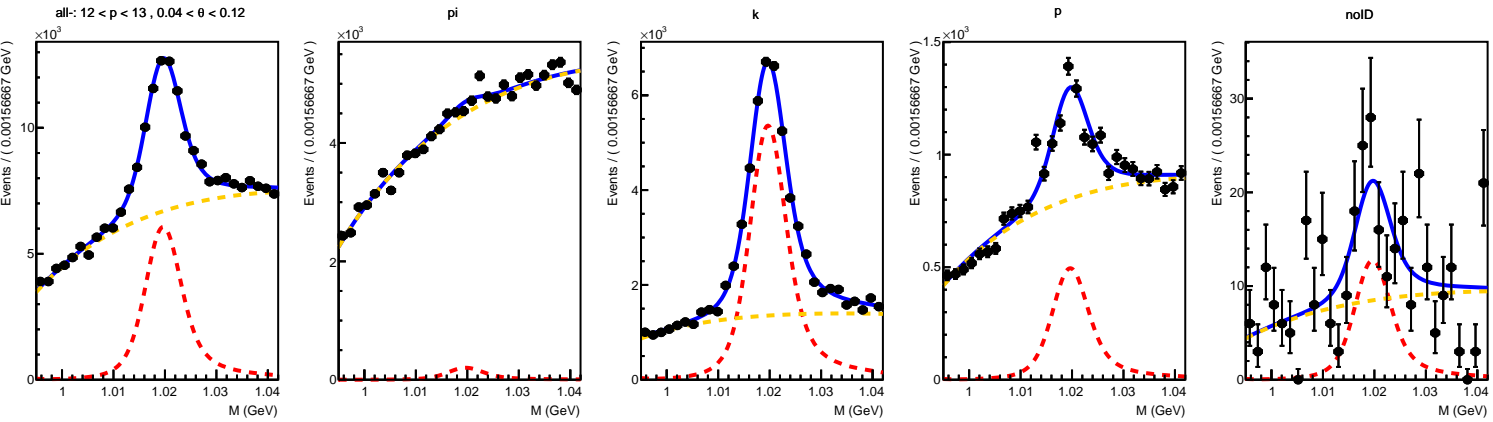 all-: 12 < p < 13 , 0.04 < θ < 0.12
×10³
Events / ( 0.00156667 GeV )
10
5
0
1 1.01 1.02 1.03 1.04
M (GeV)
pi
×10³
Events / ( 0.00156667 GeV )
4
2
0
1 1.01 1.02 1.03 1.04
M (GeV)
k
×10³
Events / ( 0.00156667 GeV )
6
4
2
0
1 1.01 1.02 1.03 1.04
M (GeV)
p
×10³
Events / ( 0.00156667 GeV )
1.5
1
0.5
0
1 1.01 1.02 1.03 1.04
M (GeV)
noID
Events / ( 0.00156667 GeV )
30
20
10
0
1 1.01 1.02 1.03 1.04
M (GeV)